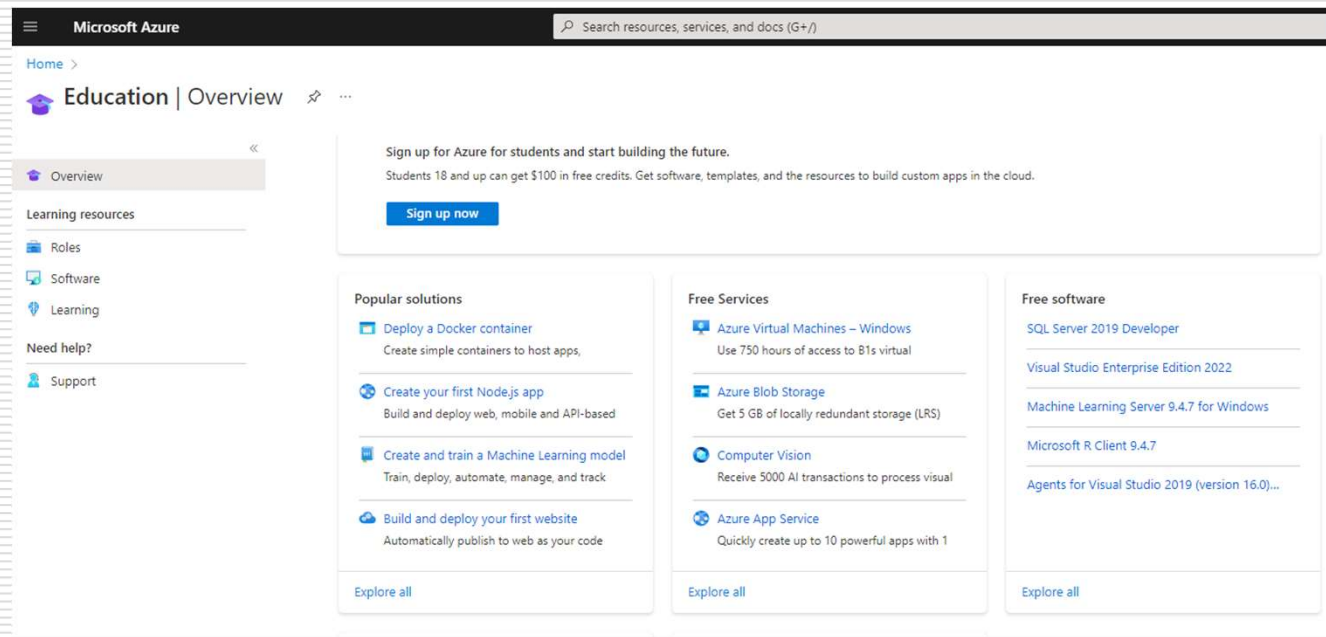 Microsoft Azure
Search resources, services, and docs (G+/)
Home >
Education | Overview
...
«
Overview
Learning resources
Roles
Software
Learning
Need help?
Support
Sign up for Azure for students and start building the future.
Students 18 and up can get $100 in free credits. Get software, templates, and the resources to build custom apps in the cloud.
Sign up now
Popular solutions
Deploy a Docker container
Create simple containers to host apps,
Create your first Node.js app
Build and deploy web, mobile and API-based
Create and train a Machine Learning model
Train, deploy, automate, manage, and track
Build and deploy your first website
Automatically publish to web as your code
Explore all
Free Services
Azure Virtual Machines – Windows
Use 750 hours of access to B1s virtual
Azure Blob Storage
Get 5 GB of locally redundant storage (LRS)
Computer Vision
Receive 5000 AI transactions to process visual
Azure App Service
Quickly create up to 10 powerful apps with 1
Explore all
Free software
SQL Server 2019 Developer
Visual Studio Enterprise Edition 2022
Machine Learning Server 9.4.7 for Windows
Microsoft R Client 9.4.7
Agents for Visual Studio 2019 (version 16.0)...
Explore all